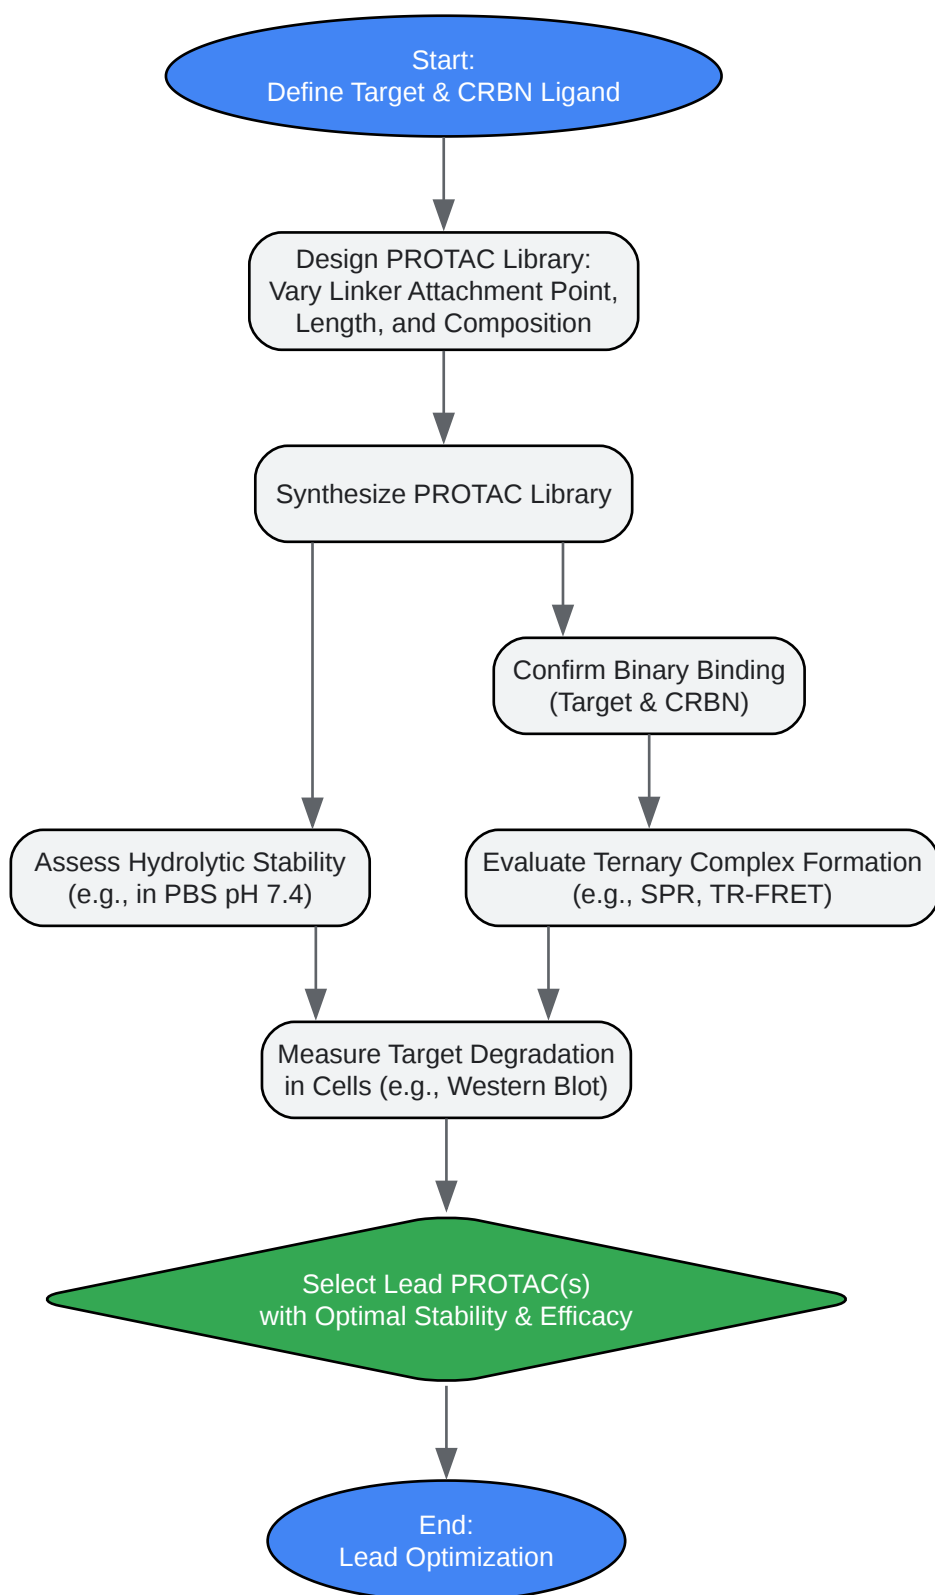 Start:
Define Target & CRBN Ligand
Design PROTAC Library:
Vary Linker Attachment Point,
Length, and Composition
Synthesize PROTAC Library
Confirm Binary Binding
(Target & CRBN)
Assess Hydrolytic Stability
(e.g., in PBS pH 7.4)
Evaluate Ternary Complex Formation
(e.g., SPR, TR-FRET)
Measure Target Degradation
in Cells (e.g., Western Blot)
Select Lead PROTAC(s)
with Optimal Stability & Efficacy
End:
Lead Optimization